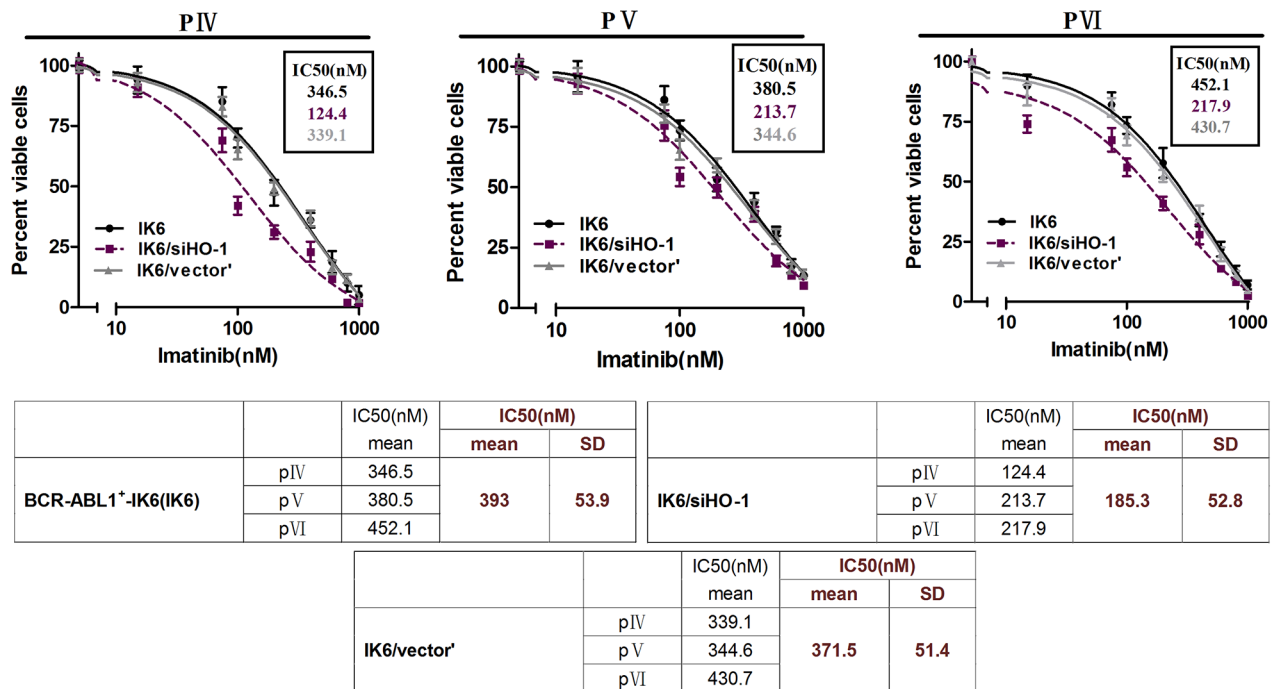 PⅣ
Percent viable cells
100
75
50
25
0
IC50(nM)
346.5
124.4
339.1
IK6
IK6/siHO-1
IK6/vector'
10
100
1000
Imatinib(nM)
PⅤ
Percent viable cells
100
75
50
25
0
IC50(nM)
380.5
213.7
344.6
IK6
IK6/siHO-1
IK6/vector'
10
100
1000
Imatinib(nM)
PⅥ
Percent viable cells
100
75
50
25
0
IC50(nM)
452.1
217.9
430.7
IK6
IK6/siHO-1
IK6/vector'
10
100
1000
Imatinib(nM)
IC50(nM) IC50(nM)
mean mean SD
BCR-ABL1⁺-IK6(IK6)
pⅣ 346.5
pⅤ 380.5 393 53.9
pⅥ 452.1
IC50(nM) IC50(nM)
mean mean SD
IK6/siHO-1
pⅣ 124.4
pⅤ 213.7 185.3 52.8
pⅥ 217.9
IC50(nM) IC50(nM)
mean mean SD
IK6/vector'
pⅣ 339.1
pⅤ 344.6 371.5 51.4
pⅥ 430.7